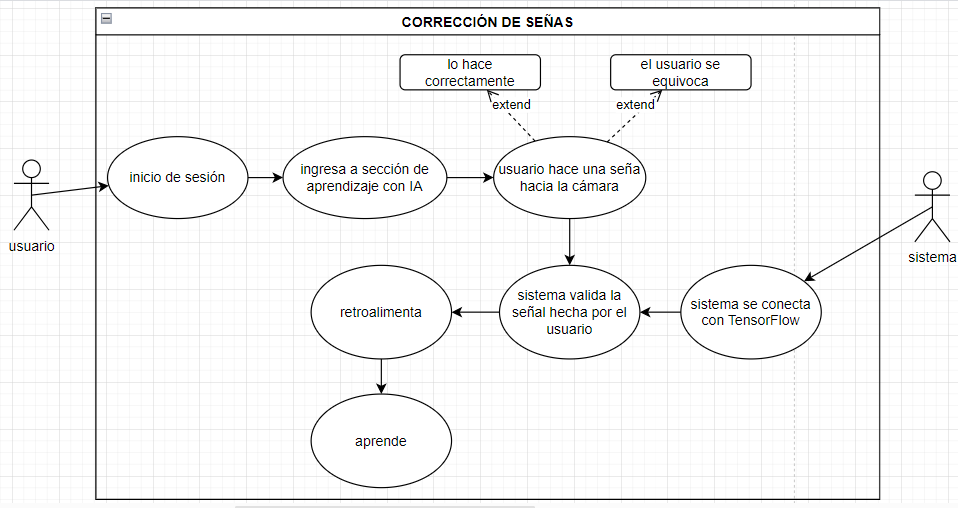 CORRECCIÓN DE SEÑAS
lo hace
correctamente
el usuario se
equivoca
extend
extend
inicio de sesión
ingresa a sección de
aprendizaje con IA
usuario hace una seña
hacia la cámara
usuario
sistema
retroalimenta
sistema valida la
señal hecha por el
usuario
sistema se conecta
con TensorFlow
aprende